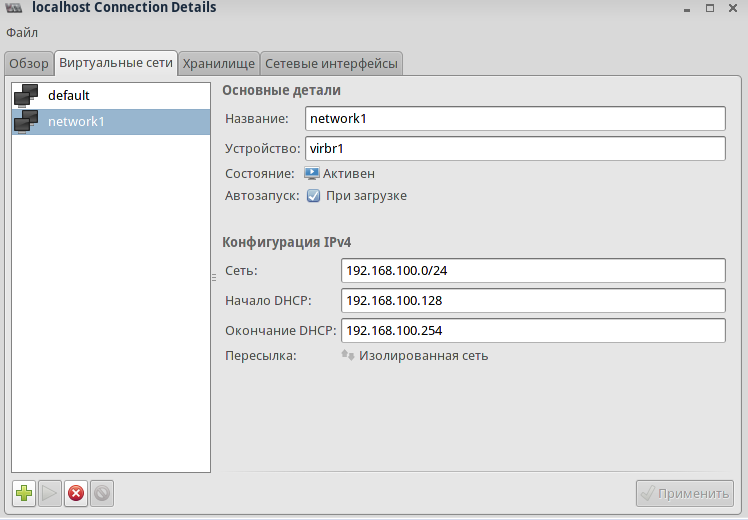 localhost Connection Details
Файл
Обзор Виртуальные сети Хранилище Сетевые интерфейсы
default
network1
Основные детали
Название: network1
Устройство: virbr1
Состояние: Активен
Автозапуск: При загрузке
Конфигурация IPv4
Сеть: 192.168.100.0/24
Начало DHCP: 192.168.100.128
Окончание DHCP: 192.168.100.254
Пересылка: Изолированная сеть
Применить